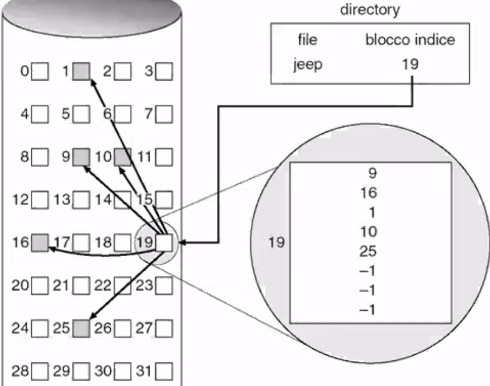 directory
file blocco indice
jeep 19
0 1 2 3
4 5 6 7
8 9 10 11
12 13 14 15
16 17 18 19
20 21 22 23
24 25 26 27
28 29 30 31
19
9
16
1
10
25
–1
–1
–1